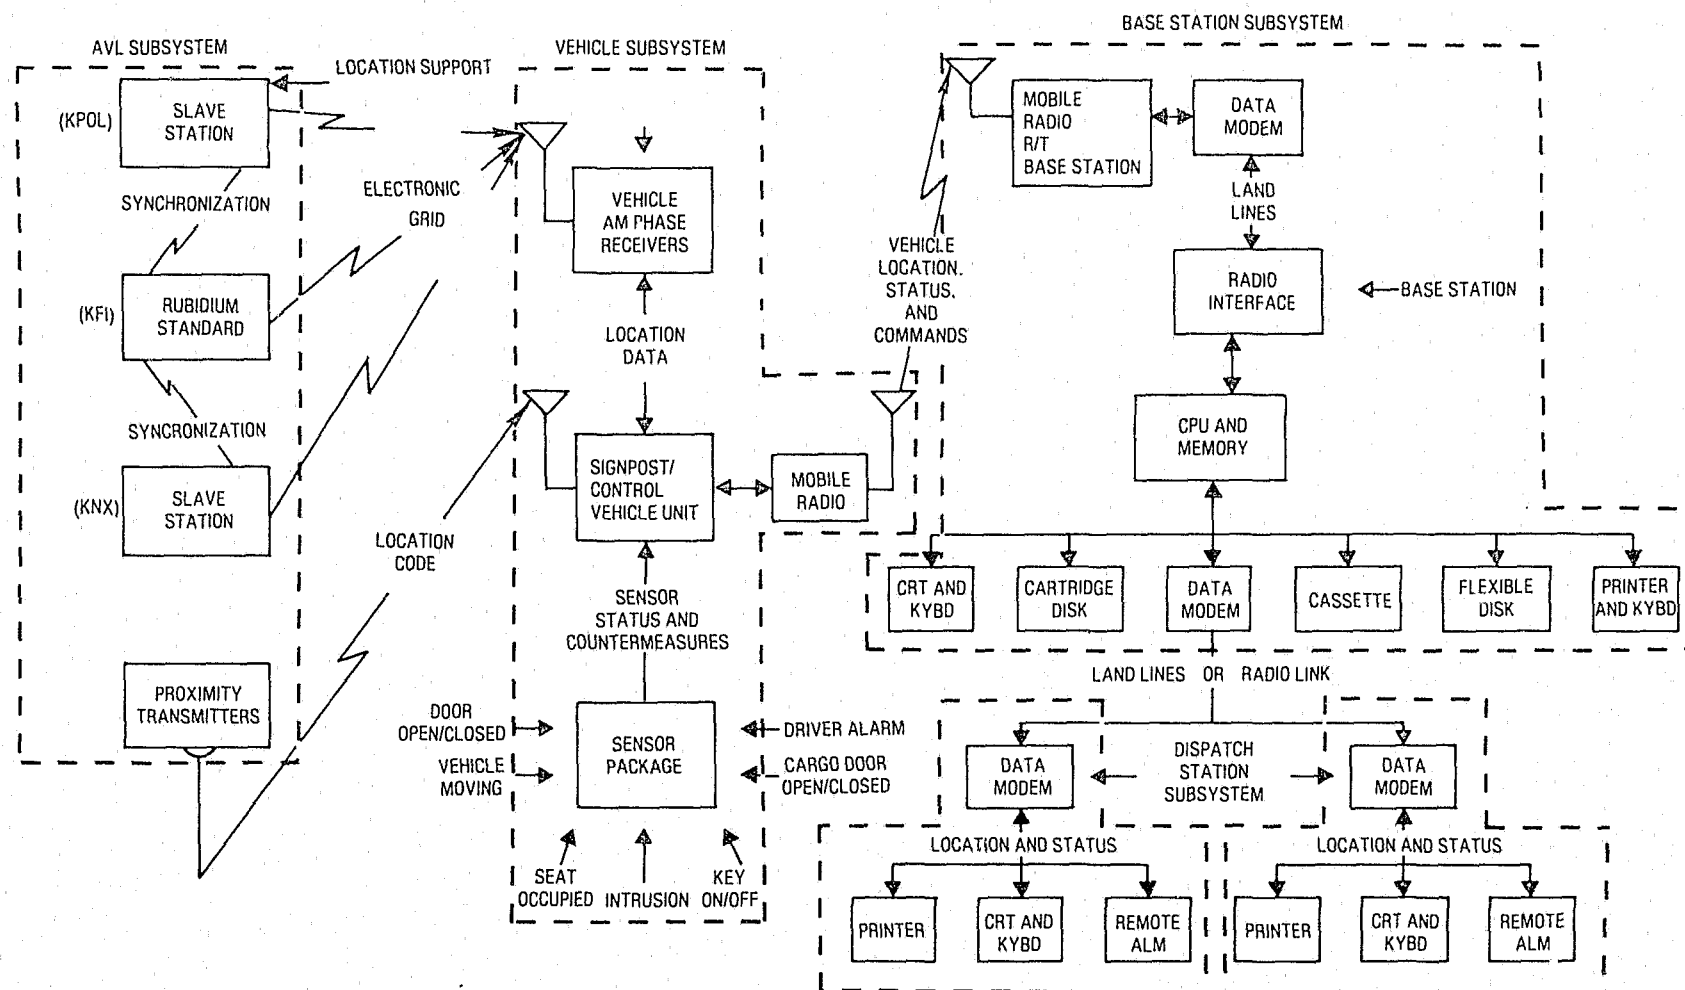 BASE STATION SUBSYSTEM
AVL SUBSYSTEM
VEHICLE SUBSYSTEM
LOCATION SUPPORT
(KPOL)
SLAVE
STATION
SYNCHRONIZATION
ELECTRONIC
GRID
(KFI)
RUBIDIUM
STANDARD
SYNCRONIZATION
(KNX)
SLAVE
STATION
LOCATION
CODE
PROXIMITY
TRANSMITTERS
VEHICLE
AM PHASE
RECEIVERS
LOCATION
DATA
SIGNPOST/
CONTROL
VEHICLE UNIT
MOBILE
RADIO
SENSOR
STATUS AND
COUNTERMEASURES
DOOR
OPEN/CLOSED
VEHICLE
MOVING
SENSOR
PACKAGE
DRIVER ALARM
CARGO DOOR
OPEN/CLOSED
SEAT
OCCUPIED
INTRUSION
KEY
ON/OFF
VEHICLE
LOCATION,
STATUS,
AND
COMMANDS
MOBILE
RADIO
R/T
BASE STATION
DATA
MODEM
LAND
LINES
RADIO
INTERFACE
BASE STATION
CPU AND
MEMORY
CRT AND
KYBD
CARTRIDGE
DISK
DATA
MODEM
CASSETTE
FLEXIBLE
DISK
PRINTER
AND KYBD
LAND LINES OR RADIO LINK
DATA
MODEM
DISPATCH
STATION
SUBSYSTEM
DATA
MODEM
LOCATION AND STATUS
LOCATION AND STATUS
PRINTER
CRT AND
KYBD
REMOTE
ALM
PRINTER
CRT AND
KYBD
REMOTE
ALM